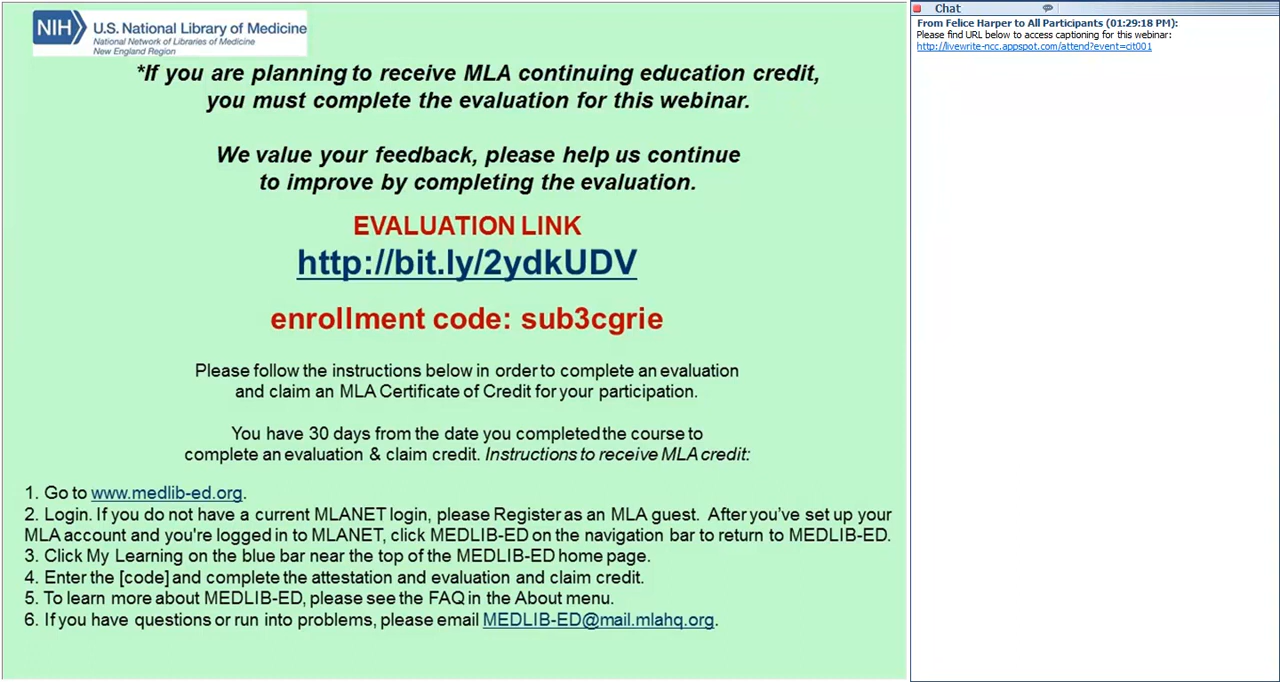 NIH U.S. National Library of Medicine
National Network of Libraries of Medicine
New England Region
*If you are planning to receive MLA continuing education credit,
you must complete the evaluation for this webinar.
We value your feedback, please help us continue
to improve by completing the evaluation.
EVALUATION LINK
http://bit.ly/2ydkUDV
enrollment code: sub3cgrie
Please follow the instructions below in order to complete an evaluation
and claim an MLA Certificate of Credit for your participation.
You have 30 days from the date you completed the course to
complete an evaluation & claim credit. Instructions to receive MLA credit:
1. Go to www.medlib-ed.org.
2. Login. If you do not have a current MLANET login, please Register as an MLA guest. After you've set up your
MLA account and you're logged in to MLANET, click MEDLIB-ED on the navigation bar to return to MEDLIB-ED.
3. Click My Learning on the blue bar near the top of the MEDLIB-ED home page.
4. Enter the [code] and complete the attestation and evaluation and claim credit.
5. To learn more about MEDLIB-ED, please see the FAQ in the About menu.
6. If you have questions or run into problems, please email MEDLIB-ED@mail.mlahq.org.
Chat
From Felice Harper to All Participants (01:29:18 PM):
Please find URL below to access captioning for this webinar:
http://livewrite-ncc.appspot.com/attend?event=cit001